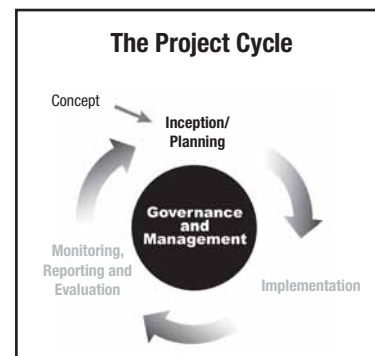 The Project Cycle
Concept
Inception/
Planning
Governance
and
Management
Monitoring,
Reporting and
Evaluation
Implementation